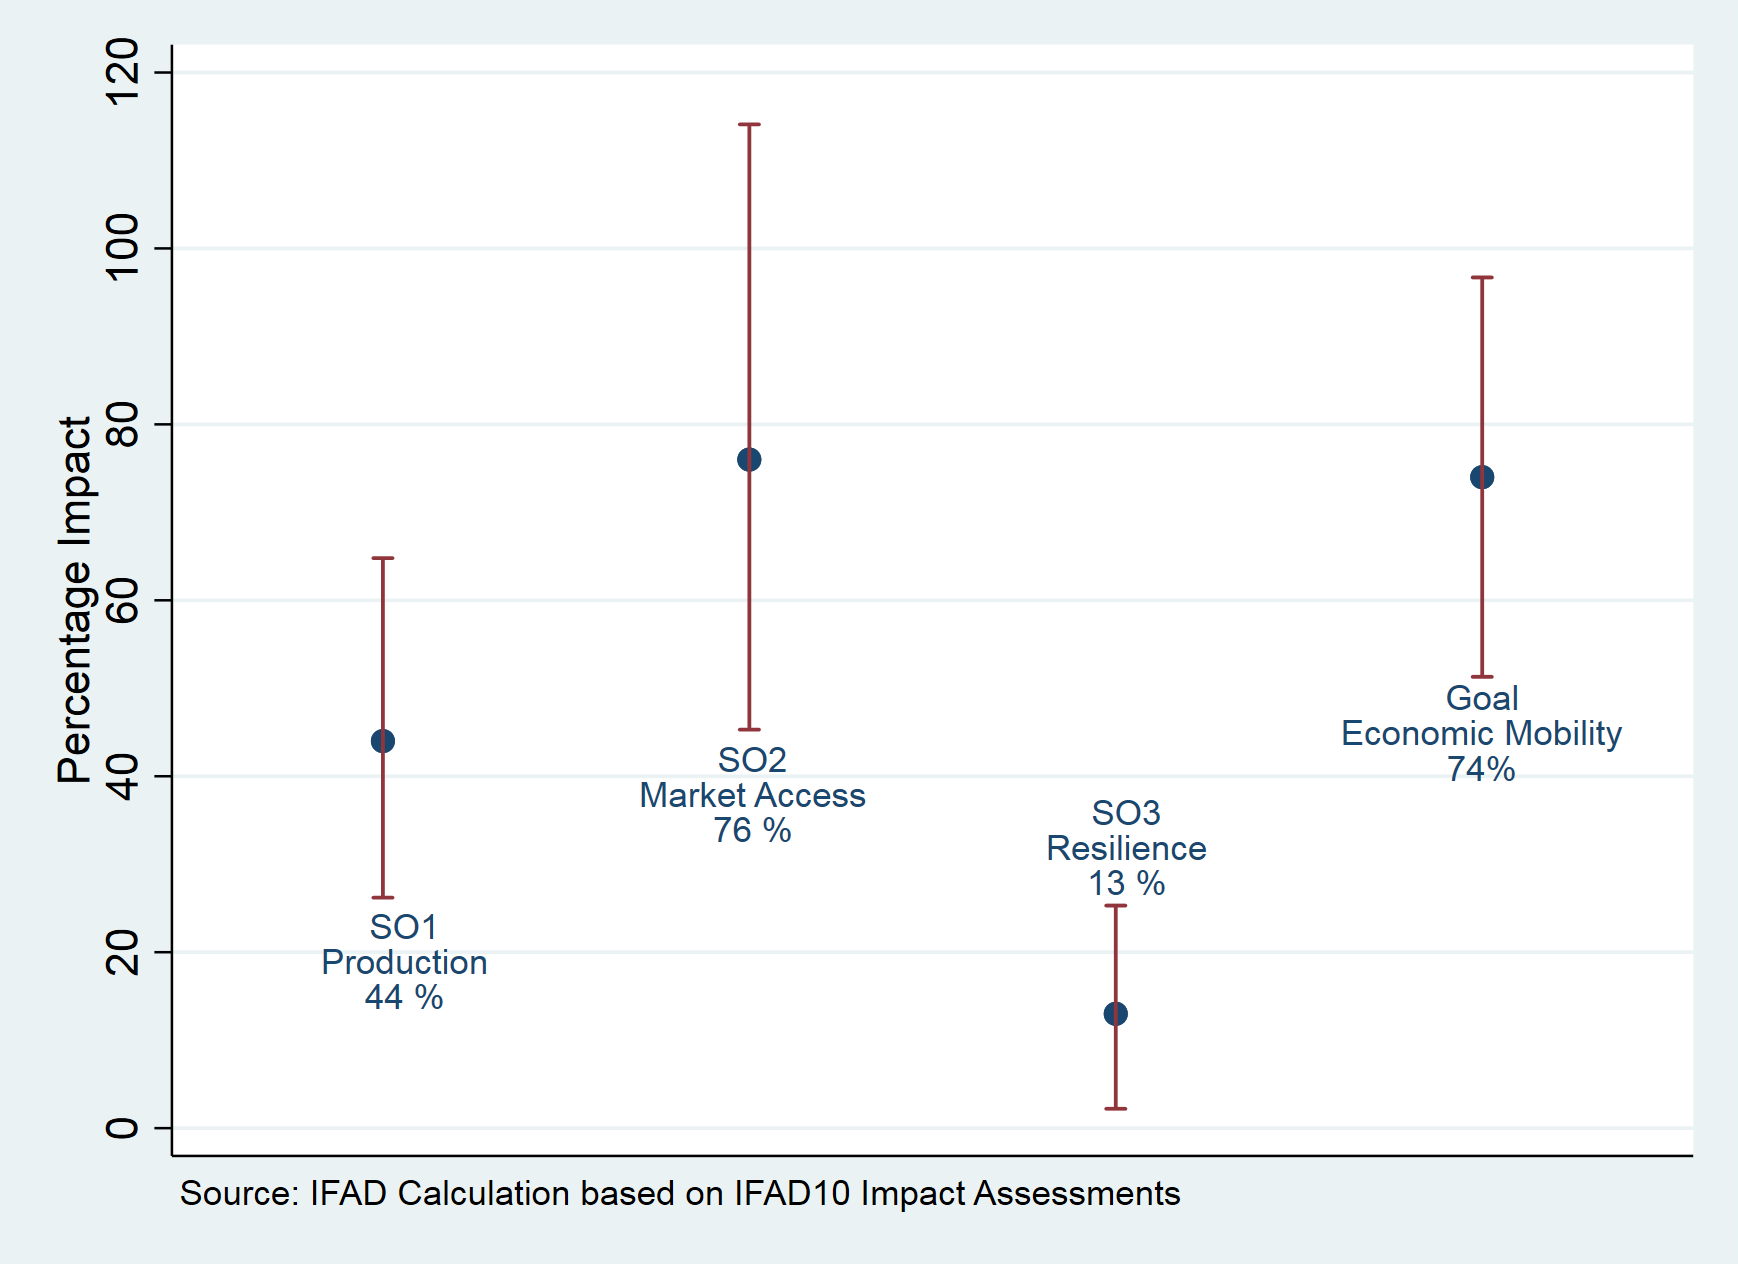 Percentage Impact
120
100
80
60
40
20
0
SO1
Production
44 %
SO2
Market Access
76 %
SO3
Resilience
13 %
Goal
Economic Mobility
74%
Source: IFAD Calculation based on IFAD10 Impact Assessments